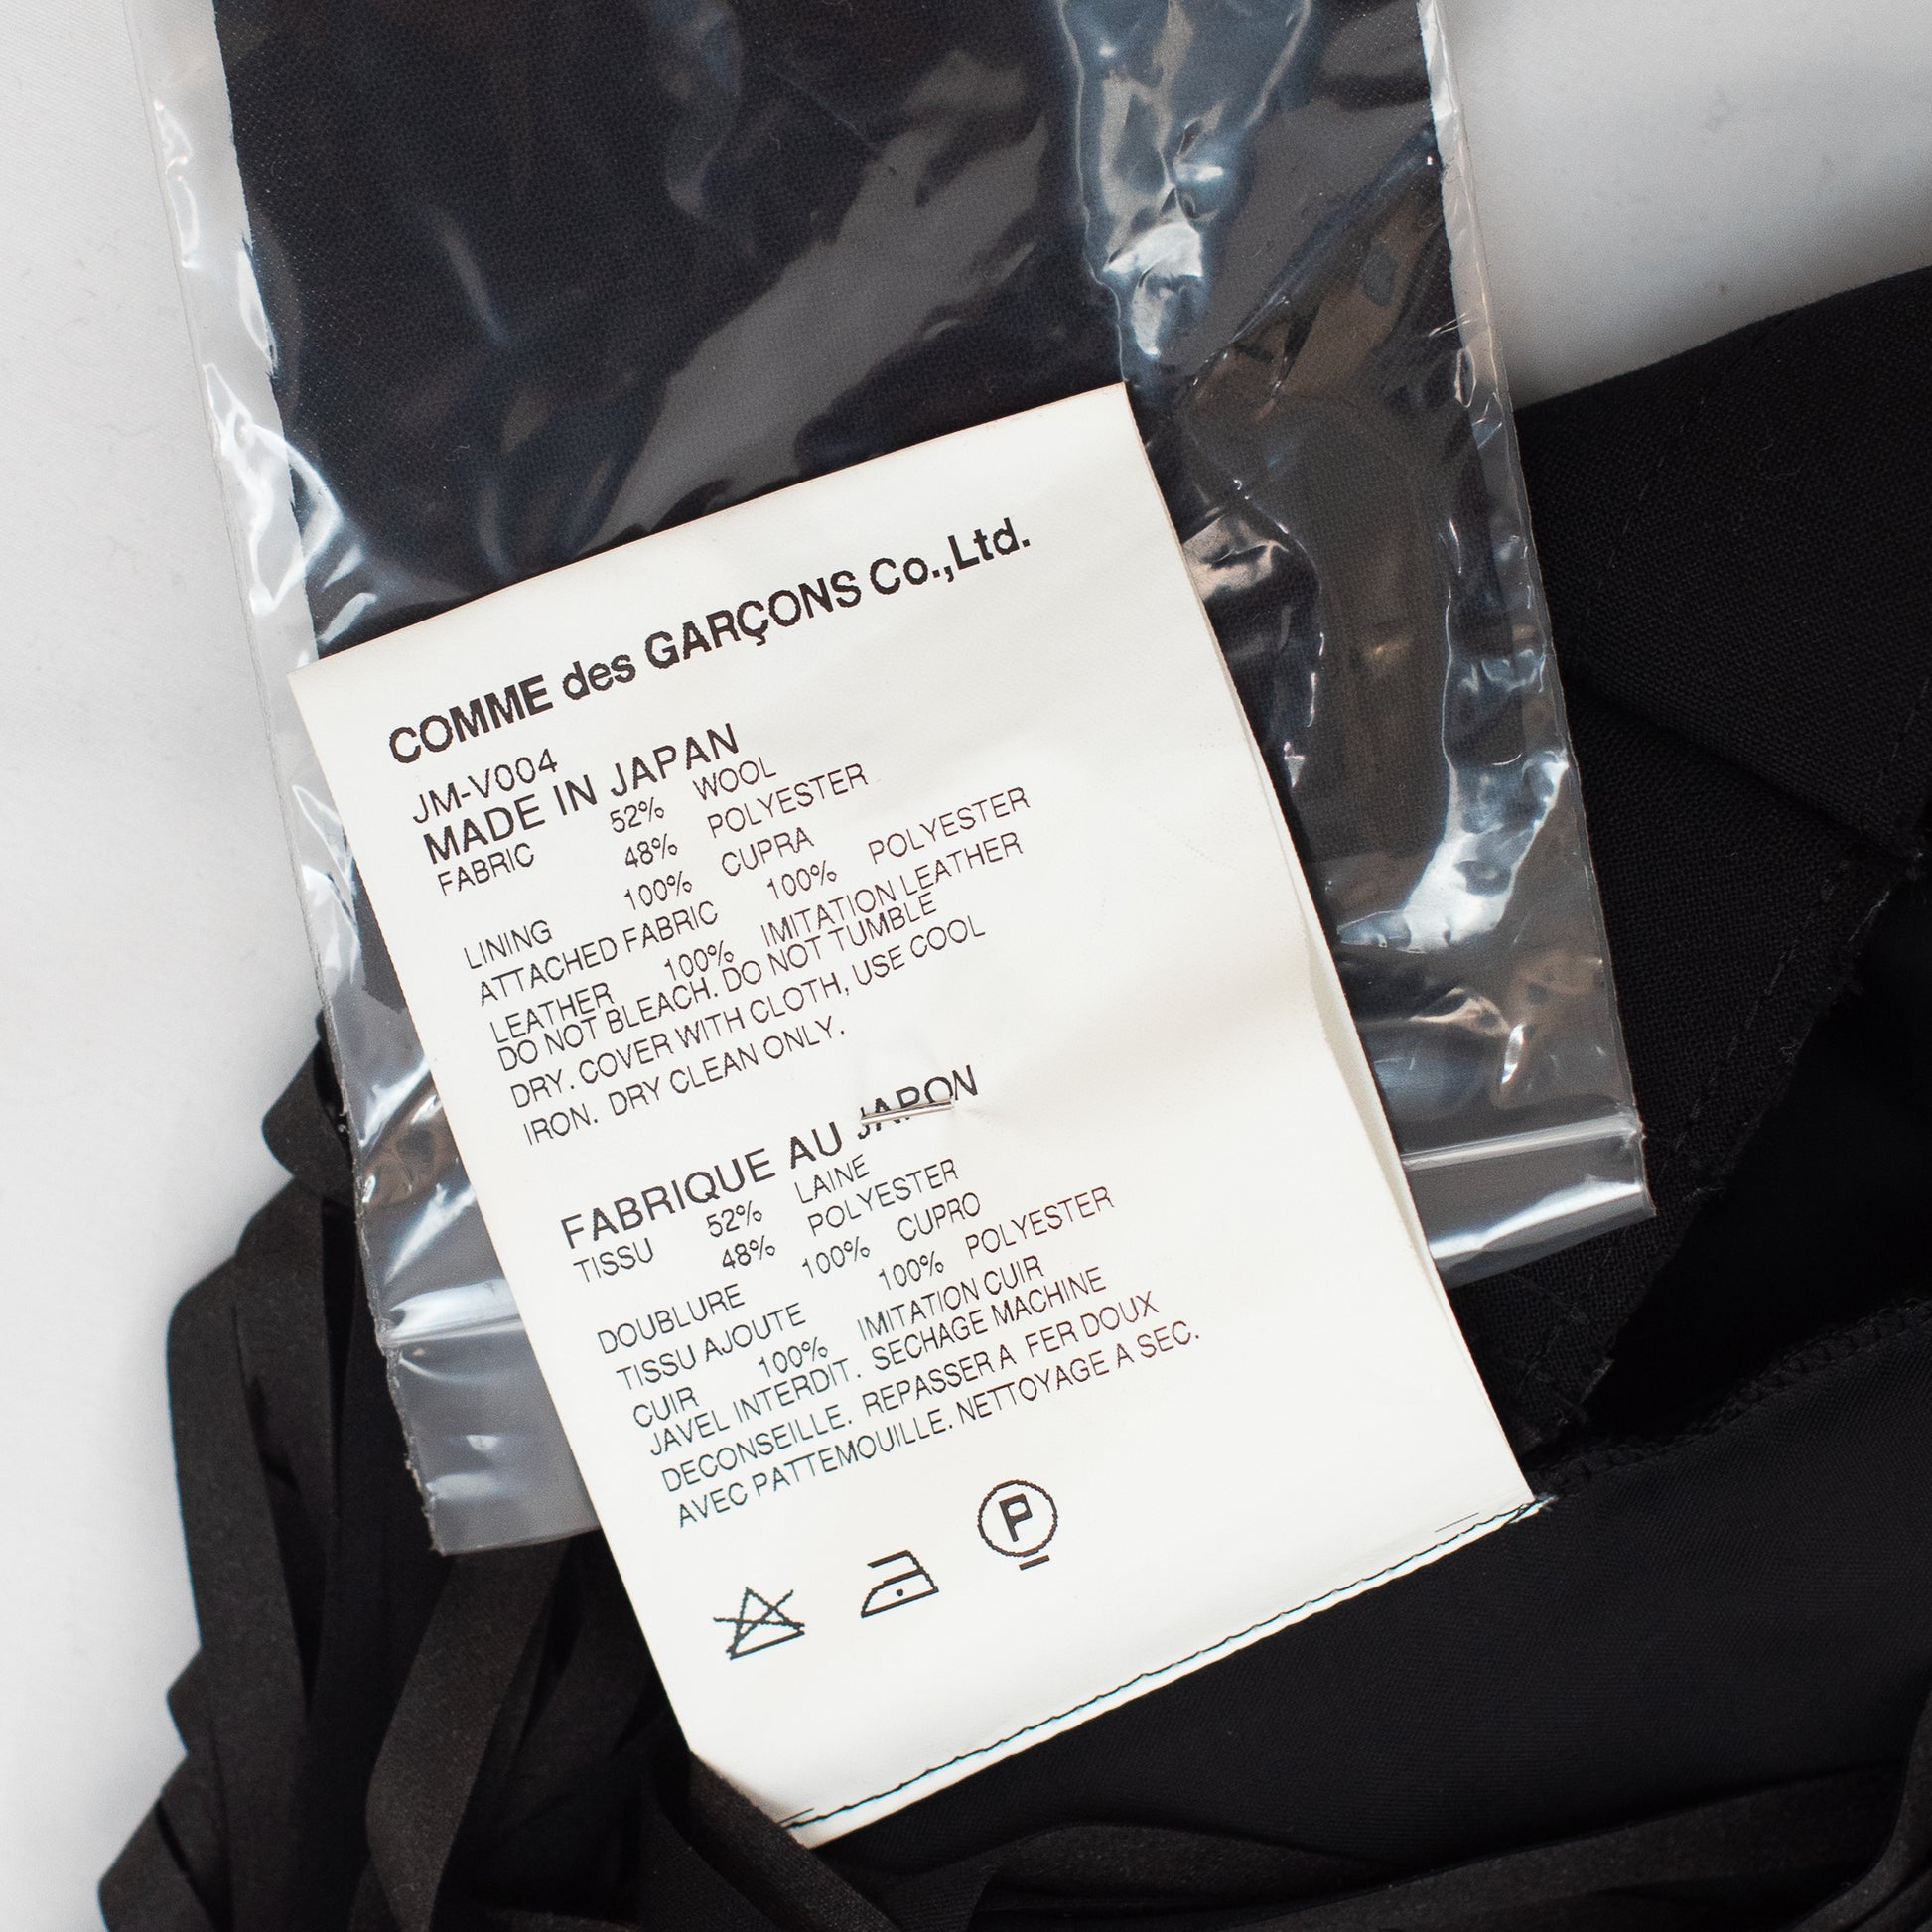 COMME des GARÇONS Co.,Ltd.
JM-V004
MADE IN JAPAN
FABRIC 52% WOOL
48% POLYESTER
LINING 100% CUPRA
ATTACHED FABRIC 100% POLYESTER
LEATHER 100% IMITATION LEATHER
DO NOT BLEACH. DO NOT TUMBLE
DRY. COVER WITH CLOTH, USE COOL
IRON. DRY CLEAN ONLY.
FABRIQUE AU JAPON
TISSU 52% LAINE
48% POLYESTER
DOUBLURE 100% CUPRO
TISSU AJOUTE 100% POLYESTER
CUIR 100% IMITATION CUIR
JAVEL INTERDIT. SECHAGE MACHINE
DECONSEILLE. REPASSER A FER DOUX
AVEC PATTEMOUILLE. NETTOYAGE A SEC.
P